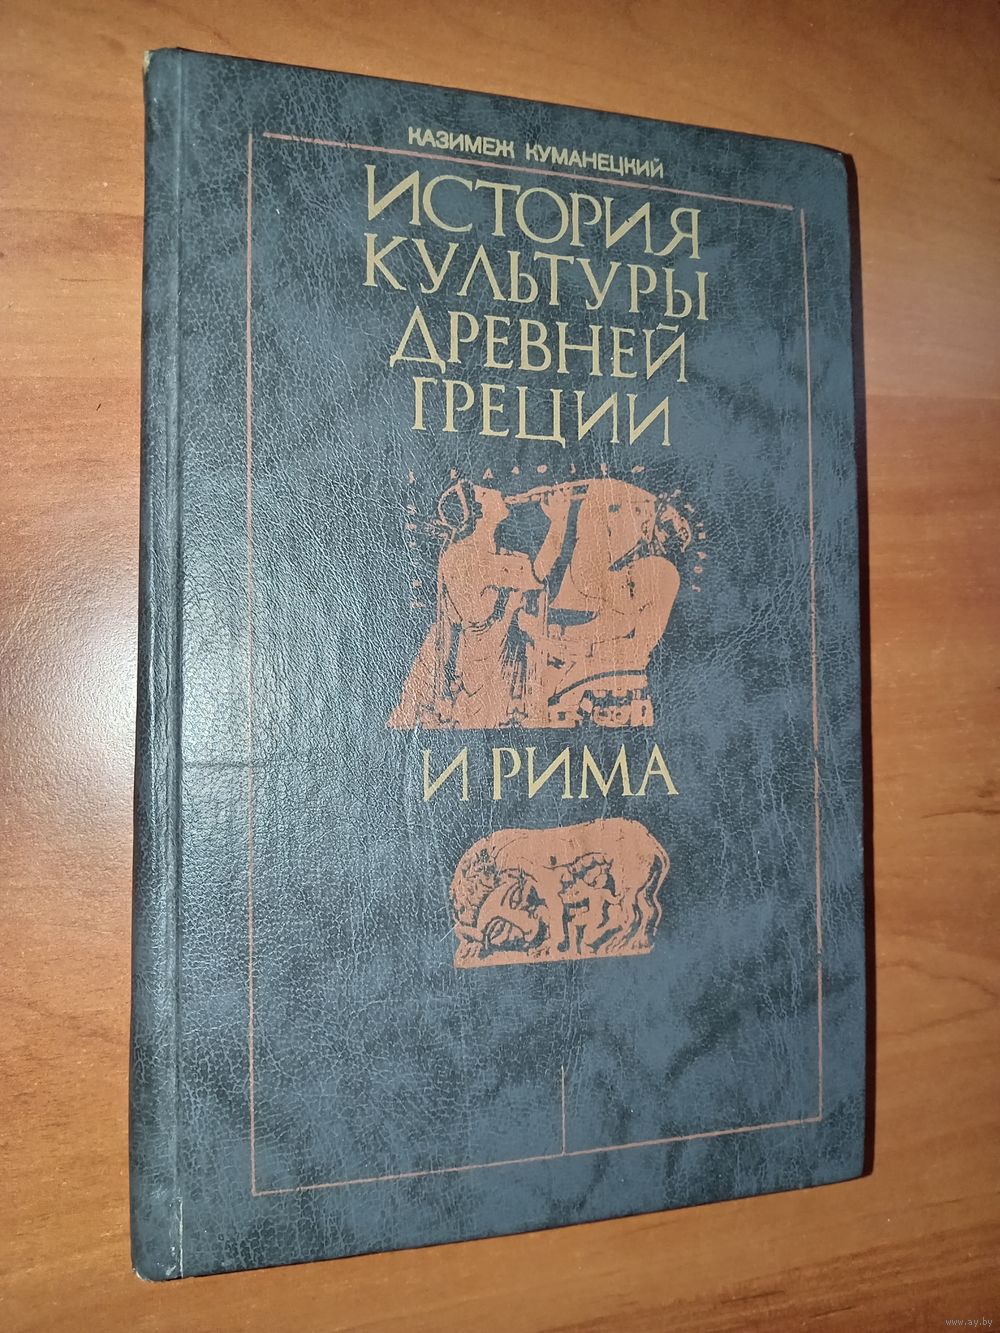 КАЗИМЕЖ КУМАНЕЦКИЙ
ИСТОРИЯ
КУЛЬТУРЫ
ДРЕВНЕЙ
ГРЕЦИИ
И РИМА
www.ay.by